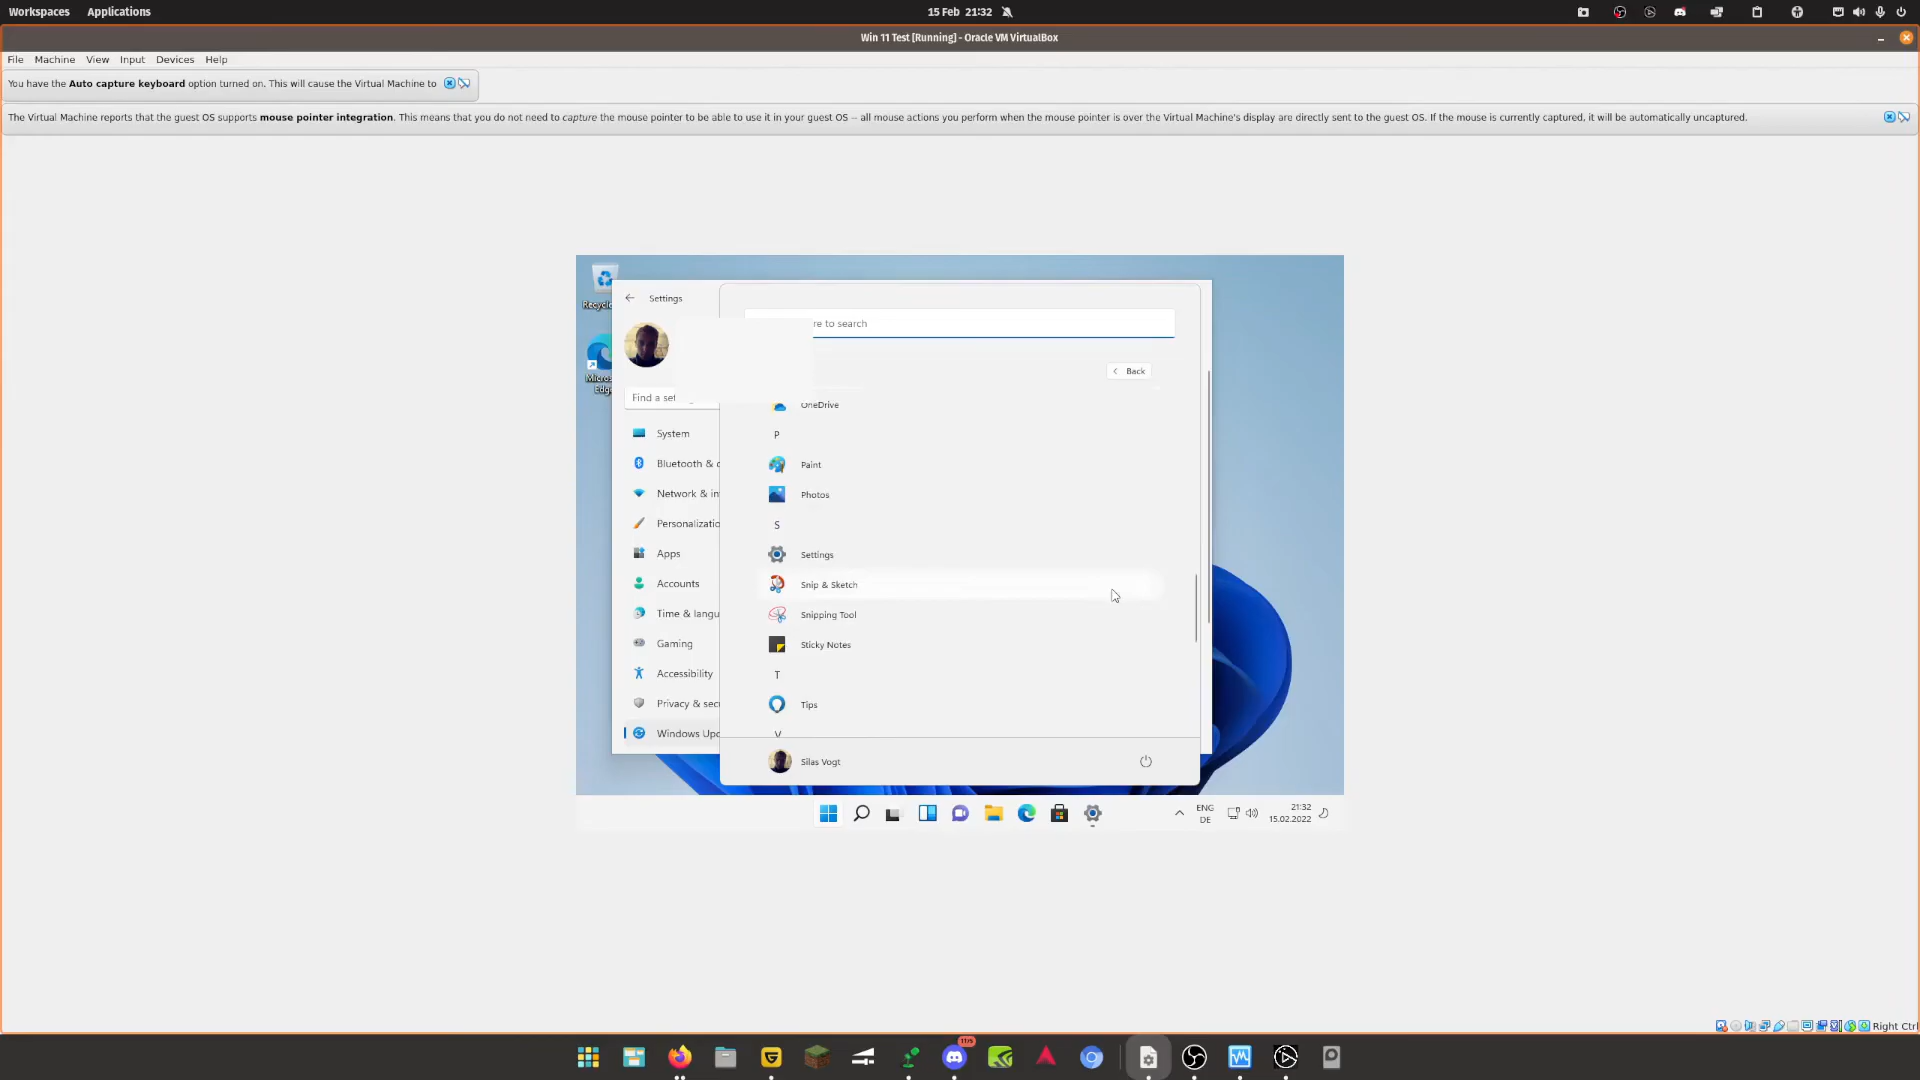 Workspaces Applications 15 Feb 21:32
Win 11 Test [Running] - Oracle VM VirtualBox
File Machine View Input Devices Help
You have the Auto capture keyboard option turned on. This will cause the Virtual Machine to
The Virtual Machine reports that the guest OS supports mouse pointer integration. This means that you do not need to capture the mouse pointer to be able to use it in your guest OS – all mouse actions you perform when the mouse pointer is over the Virtual Machine's display are directly sent to the guest OS. If the mouse is currently captured, it will be automatically uncaptured.
Settings
re to search
Back
Find a
OneDrive
P
System
Paint
Bluetooth &
Photos
Network &
S
Personalizatio
Settings
Apps
Snip & Sketch
Accounts
Snipping Tool
Time & langu
Sticky Notes
Gaming
T
Accessibility
Tips
Privacy & sec
V
Windows Upd
Silas Vogt
ENG
DE
21:32
15.02.2022
Right Ctrl